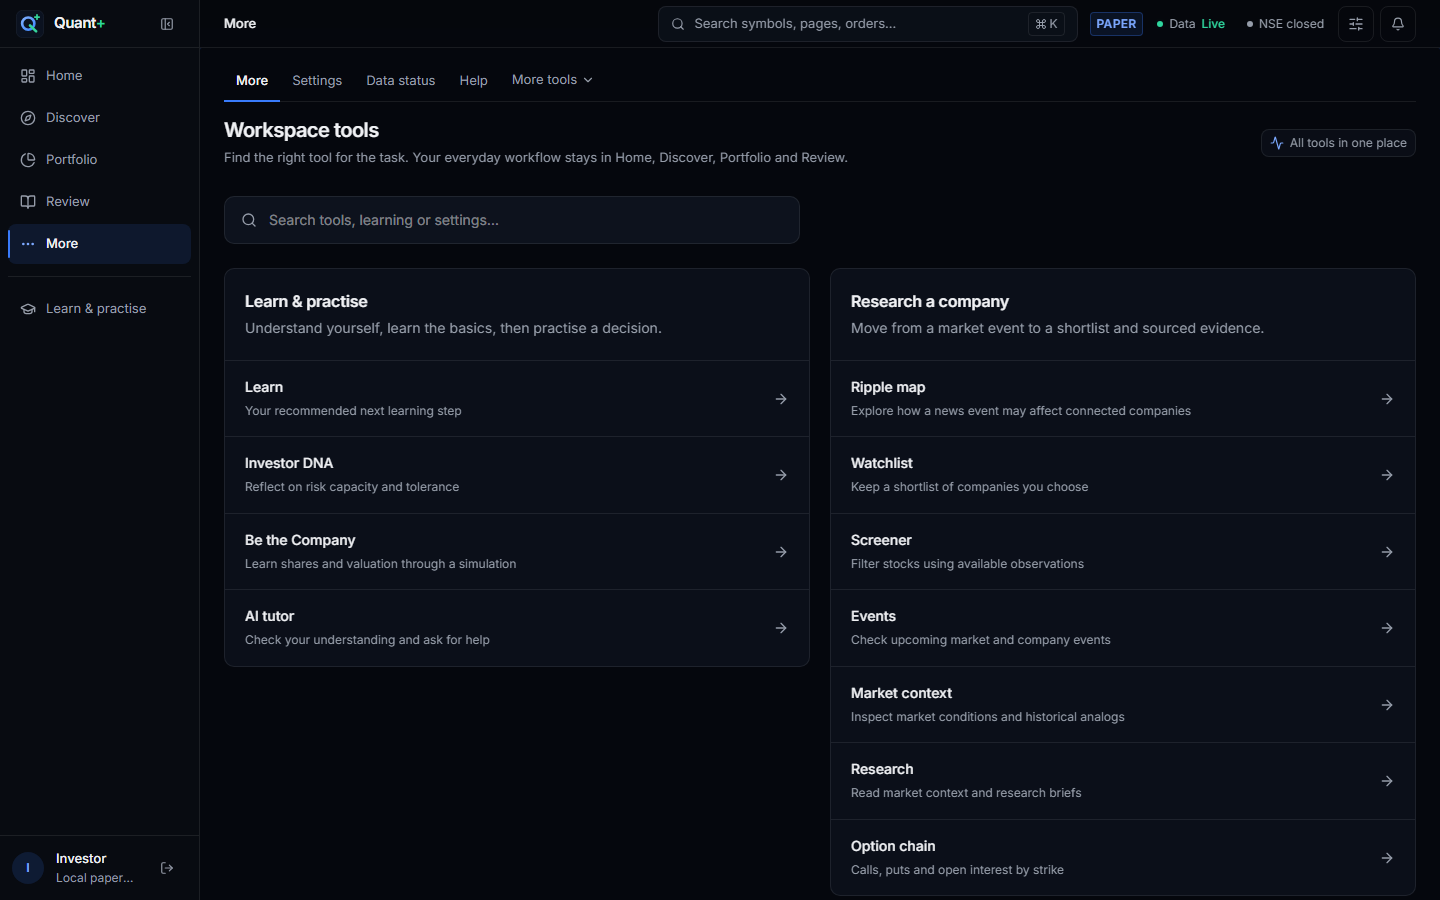 Quant+
More
Search symbols, pages, orders...
⌘ K
PAPER
Data Live
NSE closed
Home
Discover
Portfolio
Review
More
Learn & practise
More
Settings
Data status
Help
More tools
Workspace tools
Find the right tool for the task. Your everyday workflow stays in Home, Discover, Portfolio and Review.
All tools in one place
Search tools, learning or settings...
Learn & practise
Understand yourself, learn the basics, then practise a decision.
Learn
Your recommended next learning step
Investor DNA
Reflect on risk capacity and tolerance
Be the Company
Learn shares and valuation through a simulation
AI tutor
Check your understanding and ask for help
Research a company
Move from a market event to a shortlist and sourced evidence.
Ripple map
Explore how a news event may affect connected companies
Watchlist
Keep a shortlist of companies you choose
Screener
Filter stocks using available observations
Events
Check upcoming market and company events
Market context
Inspect market conditions and historical analogs
Research
Read market context and research briefs
Option chain
Calls, puts and open interest by strike
I
Investor
Local paper...